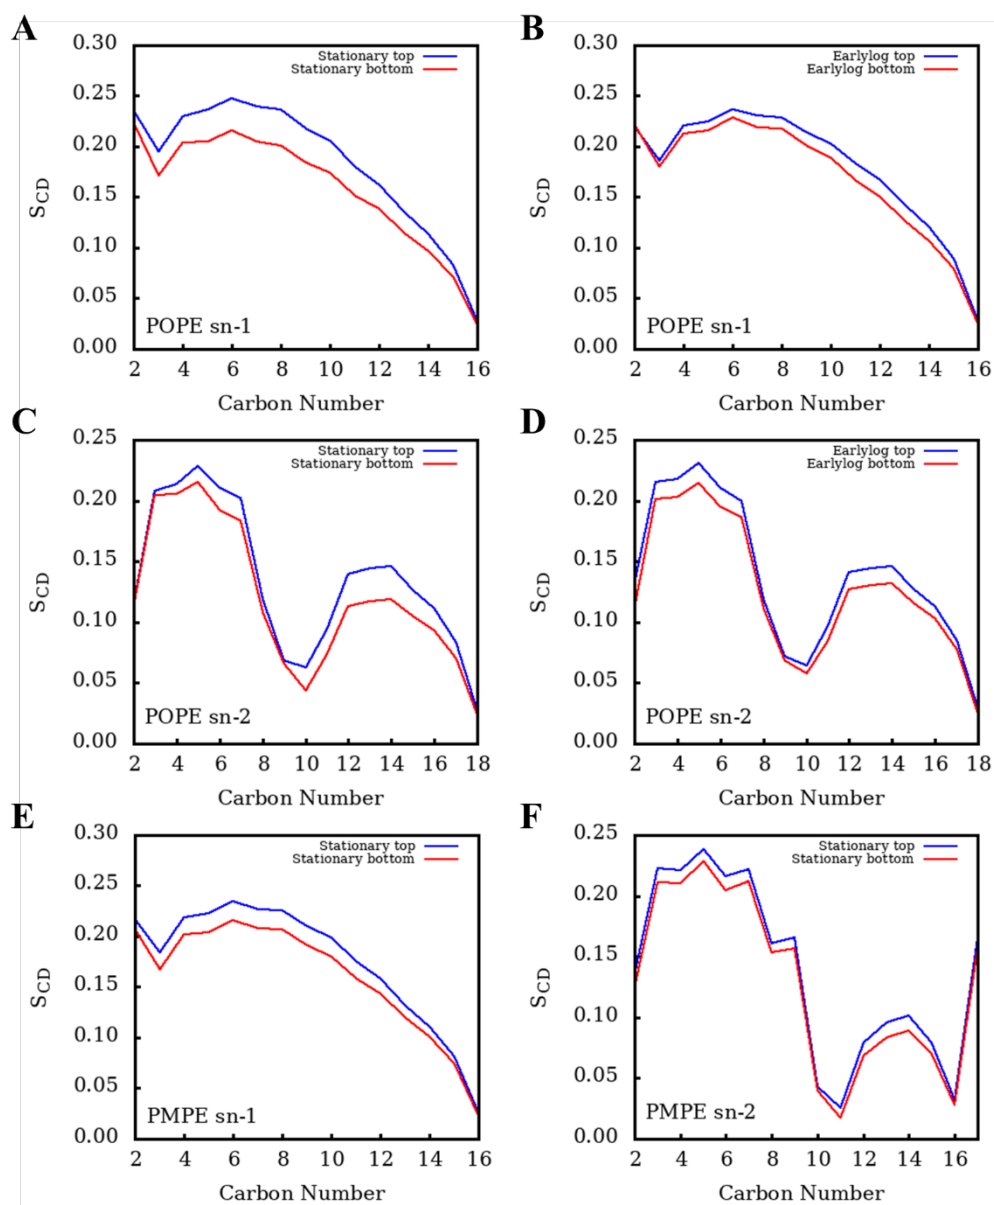 A
0.30
0.25
0.20
0.15
0.10
0.05
0.00
SCD
Stationary top
Stationary bottom
POPE sn-1
2 4 6 8 10 12 14 16
Carbon Number
B
0.30
0.25
0.20
0.15
0.10
0.05
0.00
SCD
Earlylog top
Earlylog bottom
POPE sn-1
2 4 6 8 10 12 14 16
Carbon Number
C
0.25
0.20
0.15
0.10
0.05
0.00
SCD
Stationary top
Stationary bottom
POPE sn-2
2 4 6 8 10 12 14 16 18
Carbon Number
D
0.25
0.20
0.15
0.10
0.05
0.00
SCD
Earlylog top
Earlylog bottom
POPE sn-2
2 4 6 8 10 12 14 16 18
Carbon Number
E
0.30
0.25
0.20
0.15
0.10
0.05
0.00
SCD
Stationary top
Stationary bottom
PMPE sn-1
2 4 6 8 10 12 14 16
Carbon Number
F
0.25
0.20
0.15
0.10
0.05
0.00
SCD
Stationary top
Stationary bottom
PMPE sn-2
2 4 6 8 10 12 14 16
Carbon Number